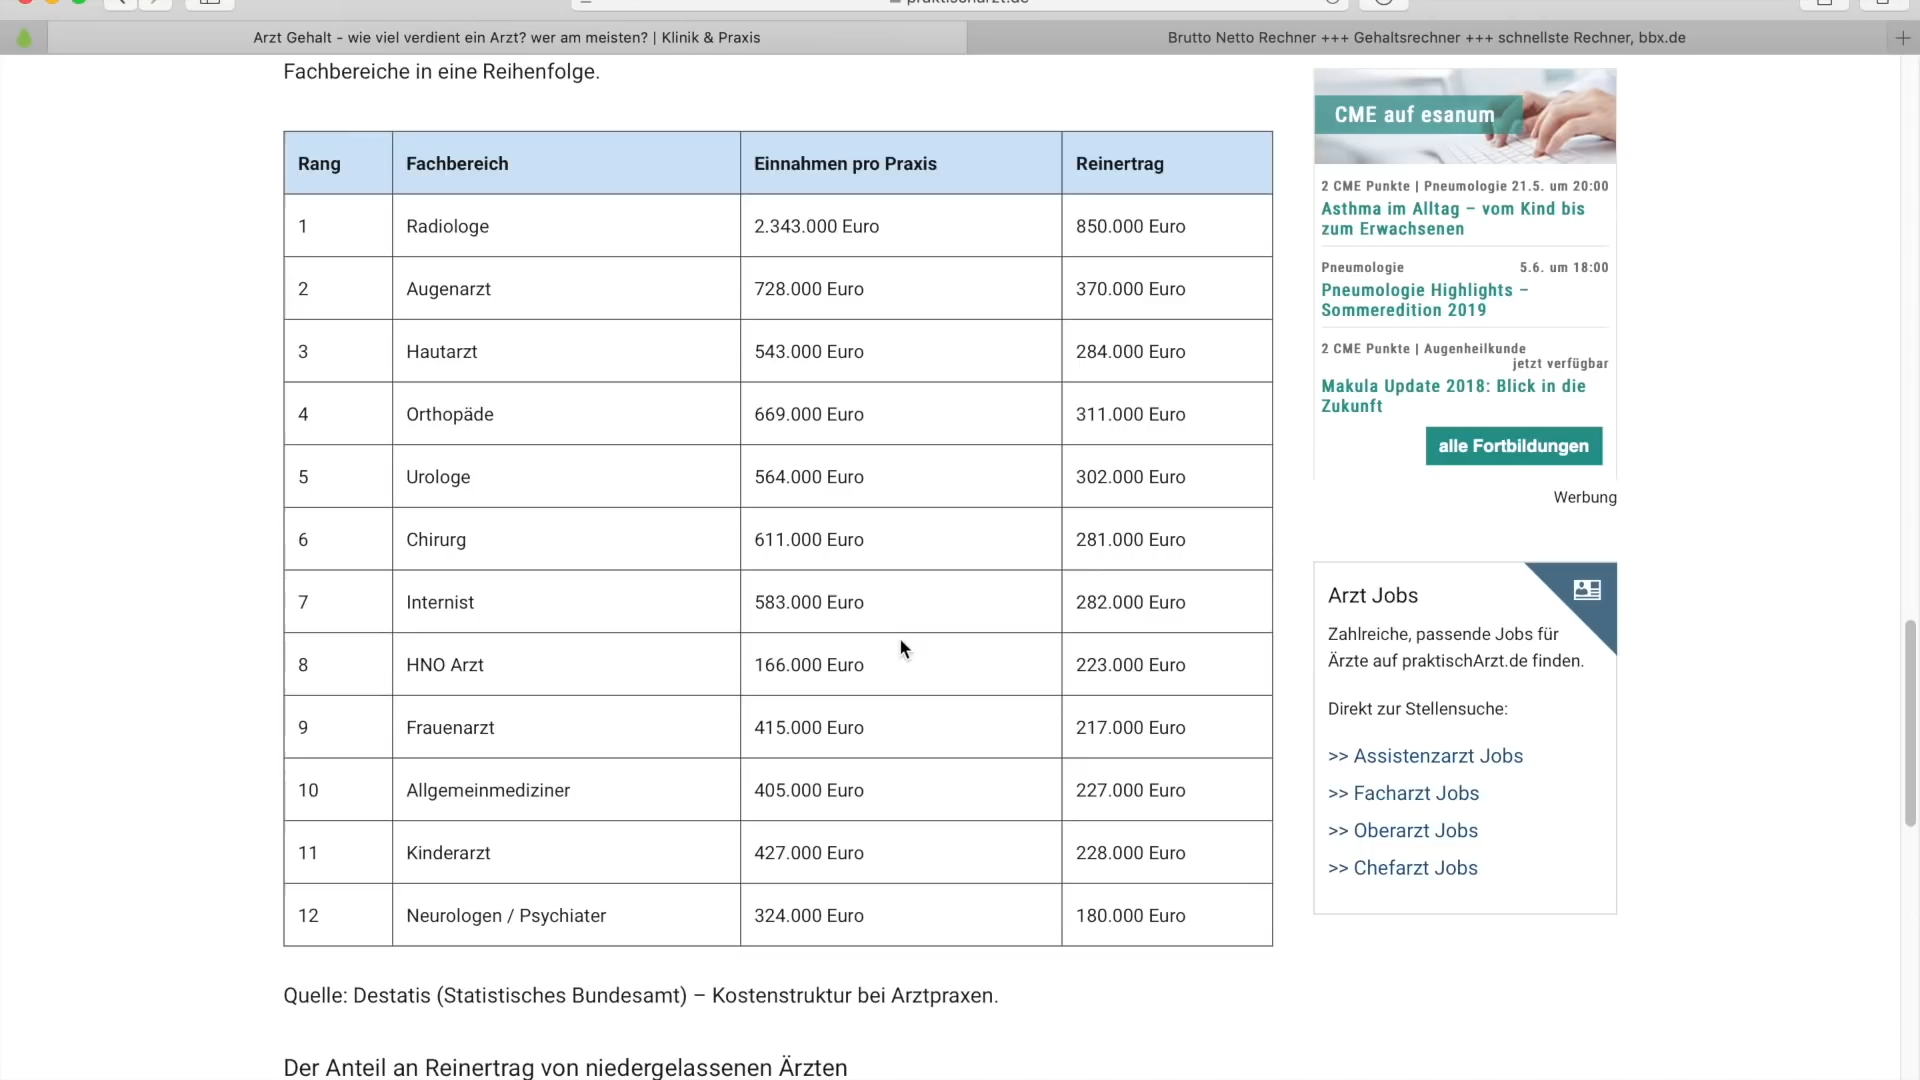 praktischarzt.de
Arzt Gehalt - wie viel verdient ein Arzt? wer am meisten? | Klinik & Praxis
Brutto Netto Rechner +++ Gehaltsrechner +++ schnellste Rechner, bbx.de
Fachbereiche in eine Reihenfolge.
Rang Fachbereich Einnahmen pro Praxis Reinertrag
1 Radiologe 2.343.000 Euro 850.000 Euro
2 Augenarzt 728.000 Euro 370.000 Euro
3 Hautarzt 543.000 Euro 284.000 Euro
4 Orthopäde 669.000 Euro 311.000 Euro
5 Urologe 564.000 Euro 302.000 Euro
6 Chirurg 611.000 Euro 281.000 Euro
7 Internist 583.000 Euro 282.000 Euro
8 HNO Arzt 166.000 Euro 223.000 Euro
9 Frauenarzt 415.000 Euro 217.000 Euro
10 Allgemeinmediziner 405.000 Euro 227.000 Euro
11 Kinderarzt 427.000 Euro 228.000 Euro
12 Neurologen / Psychiater 324.000 Euro 180.000 Euro
Quelle: Destatis (Statistisches Bundesamt) – Kostenstruktur bei Arztpraxen.
Der Anteil an Reinertrag von niedergelassenen Ärzten
CME auf esanum
2 CME Punkte | Pneumologie 21.5. um 20:00
Asthma im Alltag – vom Kind bis
zum Erwachsenen
Pneumologie 5.6. um 18:00
Pneumologie Highlights –
Sommeredition 2019
2 CME Punkte | Augenheilkunde
jetzt verfügbar
Makula Update 2018: Blick in die
Zukunft
alle Fortbildungen
Werbung
Arzt Jobs
Zahlreiche, passende Jobs für
Ärzte auf praktischArzt.de finden.
Direkt zur Stellensuche:
>> Assistenzarzt Jobs
>> Facharzt Jobs
>> Oberarzt Jobs
>> Chefarzt Jobs